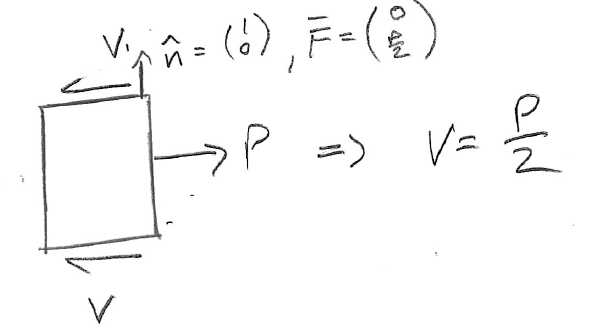 V₁ n̂ = (1 0), F̄ = (0 P/2)
P ⇒ V = P/2
V